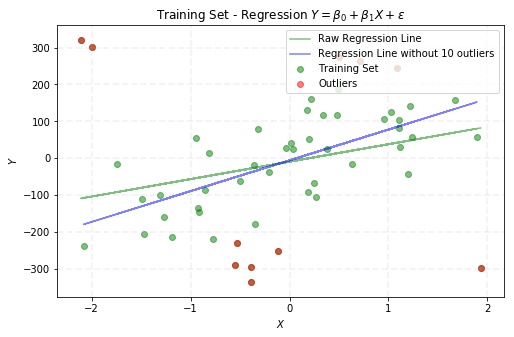 Training Set - Regression Y = β₀ + β₁X + ε
Raw Regression Line
Regression Line without 10 outliers
Training Set
Outliers
300
200
100
0
−100
−200
−300
Y
−2
−1
0
1
2
X